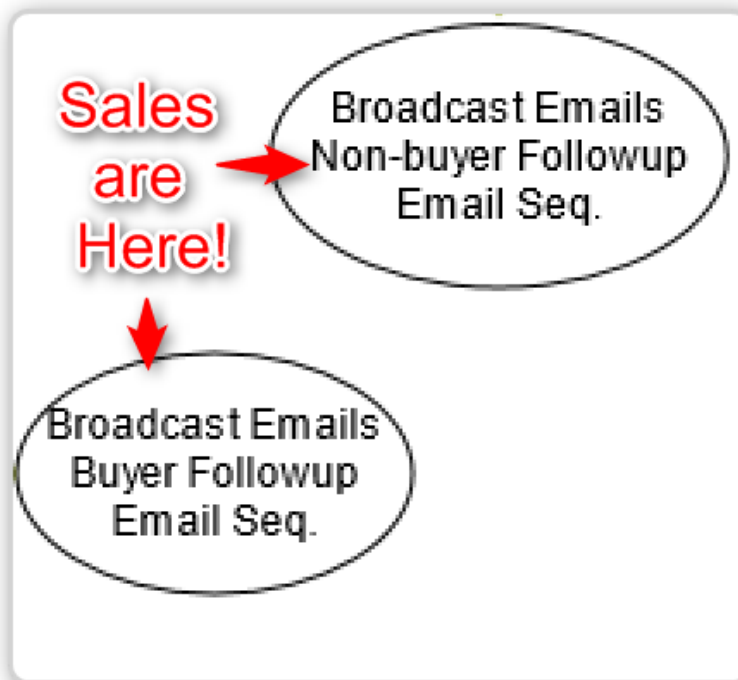 Sales
are
Here!
Broadcast Emails
Non-buyer Followup
Email Seq.
Broadcast Emails
Buyer Followup
Email Seq.